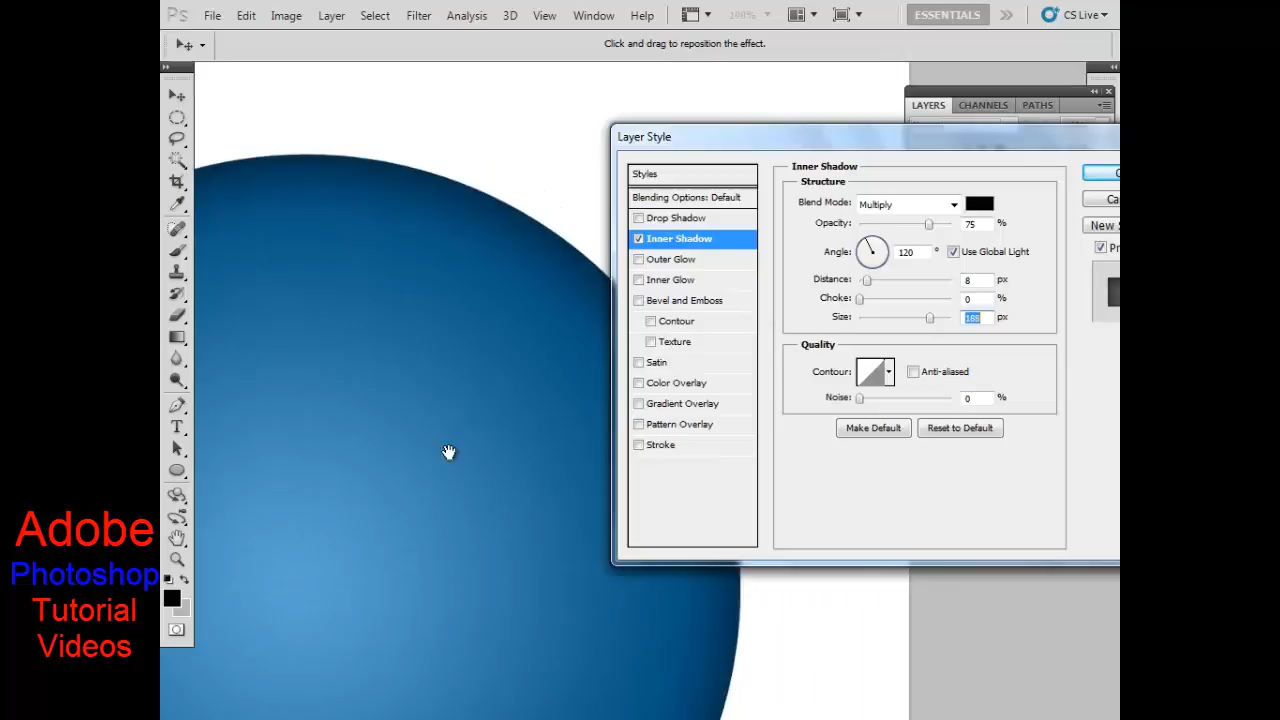 Ps File Edit Image Layer Select Filter Analysis 3D View Window Help 100% ESSENTIALS CS Live
Click and drag to reposition the effect.
LAYERS CHANNELS PATHS
Layer Style
Styles
Blending Options: Default
Drop Shadow
Inner Shadow
Outer Glow
Inner Glow
Bevel and Emboss
Contour
Texture
Satin
Color Overlay
Gradient Overlay
Pattern Overlay
Stroke
Inner Shadow
Structure
Blend Mode: Multiply
Opacity: 75 %
Angle: 120 ° Use Global Light
Distance: 8 px
Choke: 0 %
Size: 188 px
Quality
Contour: Anti-aliased
Noise: 0 %
Make Default Reset to Default
New
Adobe
Photoshop
Tutorial
Videos